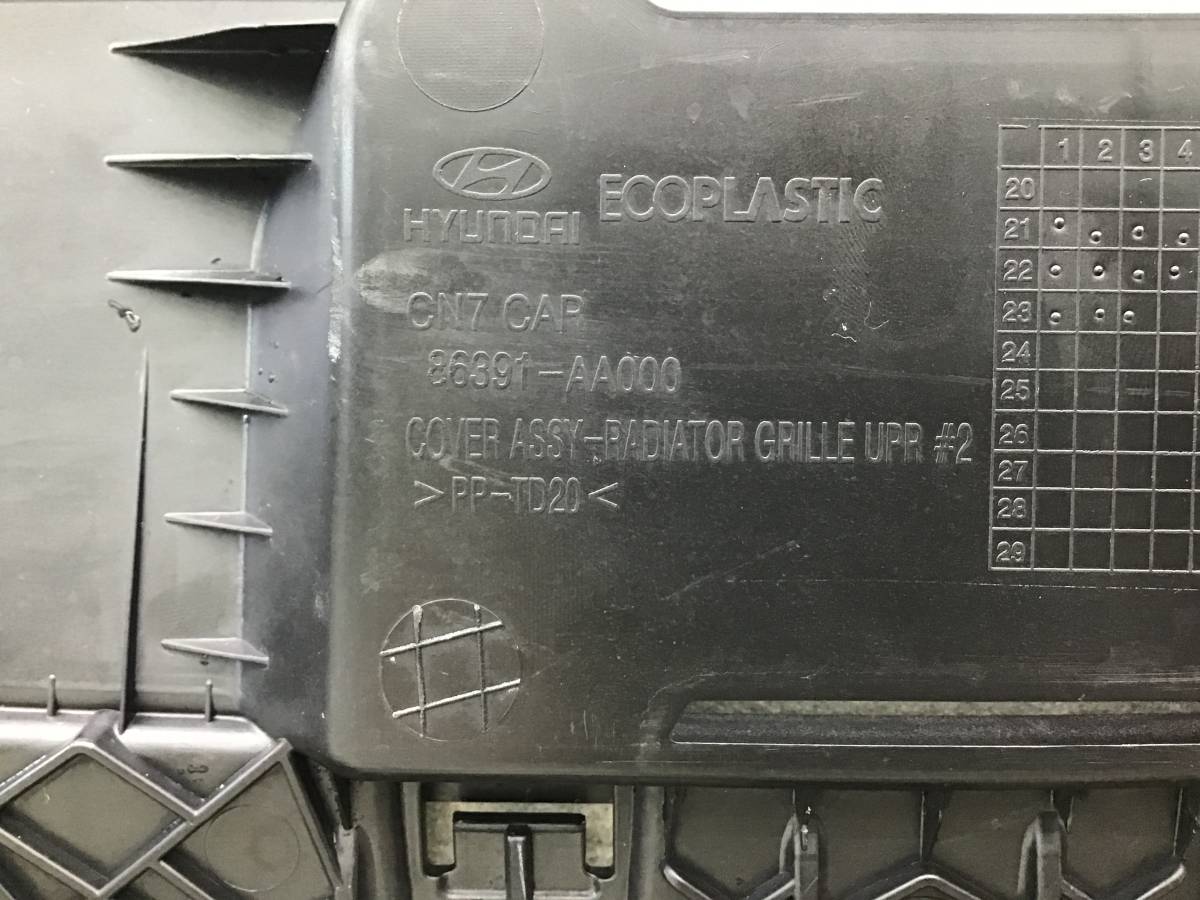 HYUNDAI ECOPLASTIC
CN7 CAP
86391-AA000
COVER ASSY-RADIATOR GRILLE UPR #2
>PP-TD20<
1 2 3 4
20
21
22
23
24
25
26
27
28
29